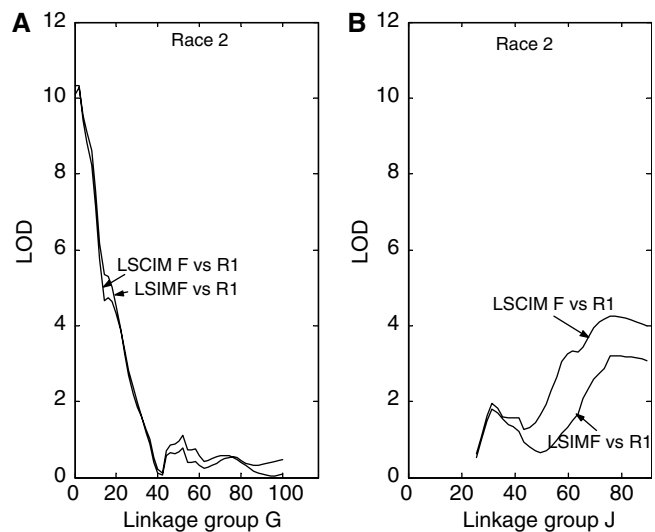 A
Race 2
12
10
8
6
4
2
0
LOD
LSCIM F vs R1
LSIMF vs R1
0 20 40 60 80 100
Linkage group G
B
Race 2
12
10
8
6
4
2
0
LOD
LSCIM F vs R1
LSIMF vs R1
0 20 40 60 80
Linkage group J